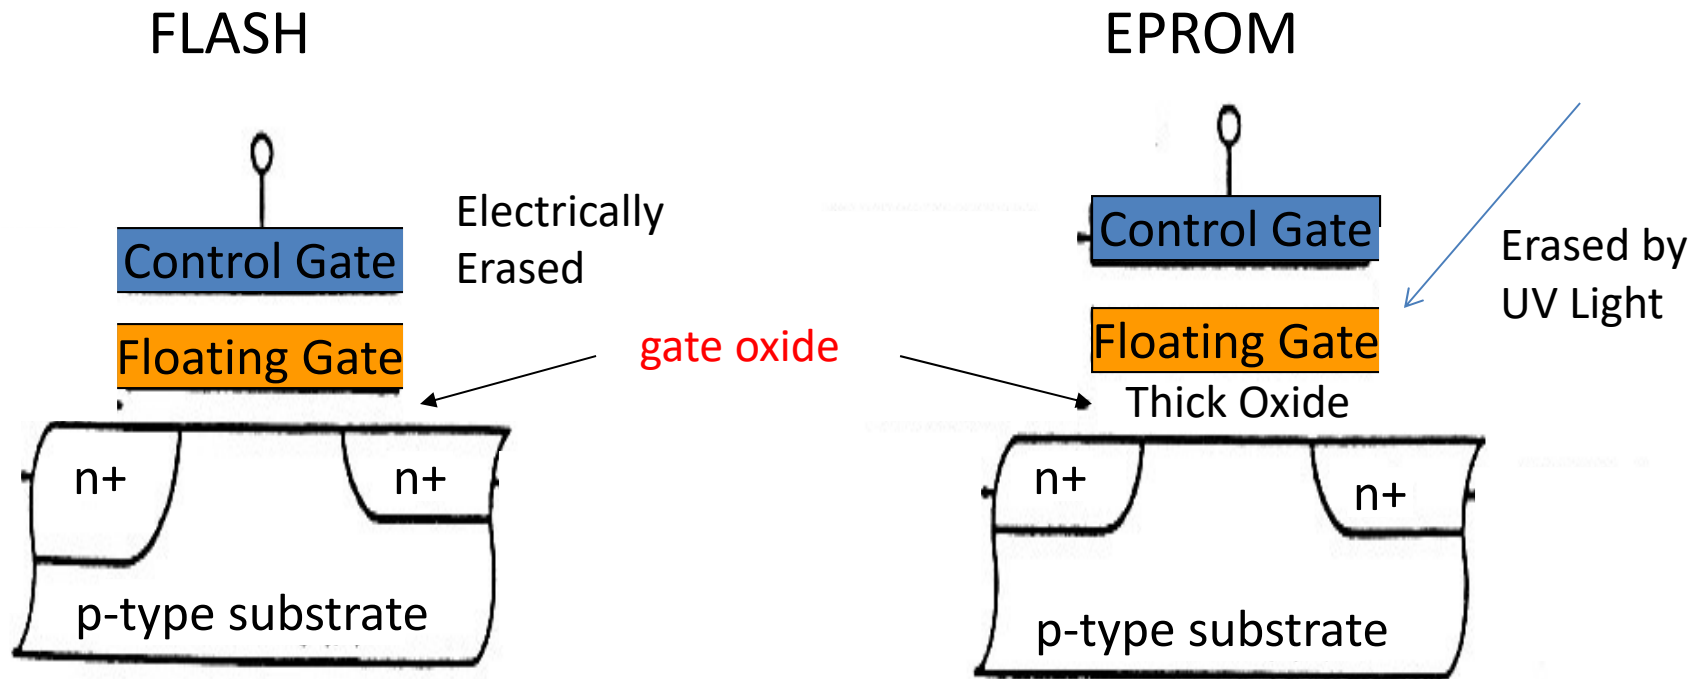 FLASH
EPROM
Control Gate
Floating Gate
Electrically
Erased
gate oxide
n+
n+
p-type substrate
Control Gate
Floating Gate
Thick Oxide
Erased by
UV Light
n+
n+
p-type substrate